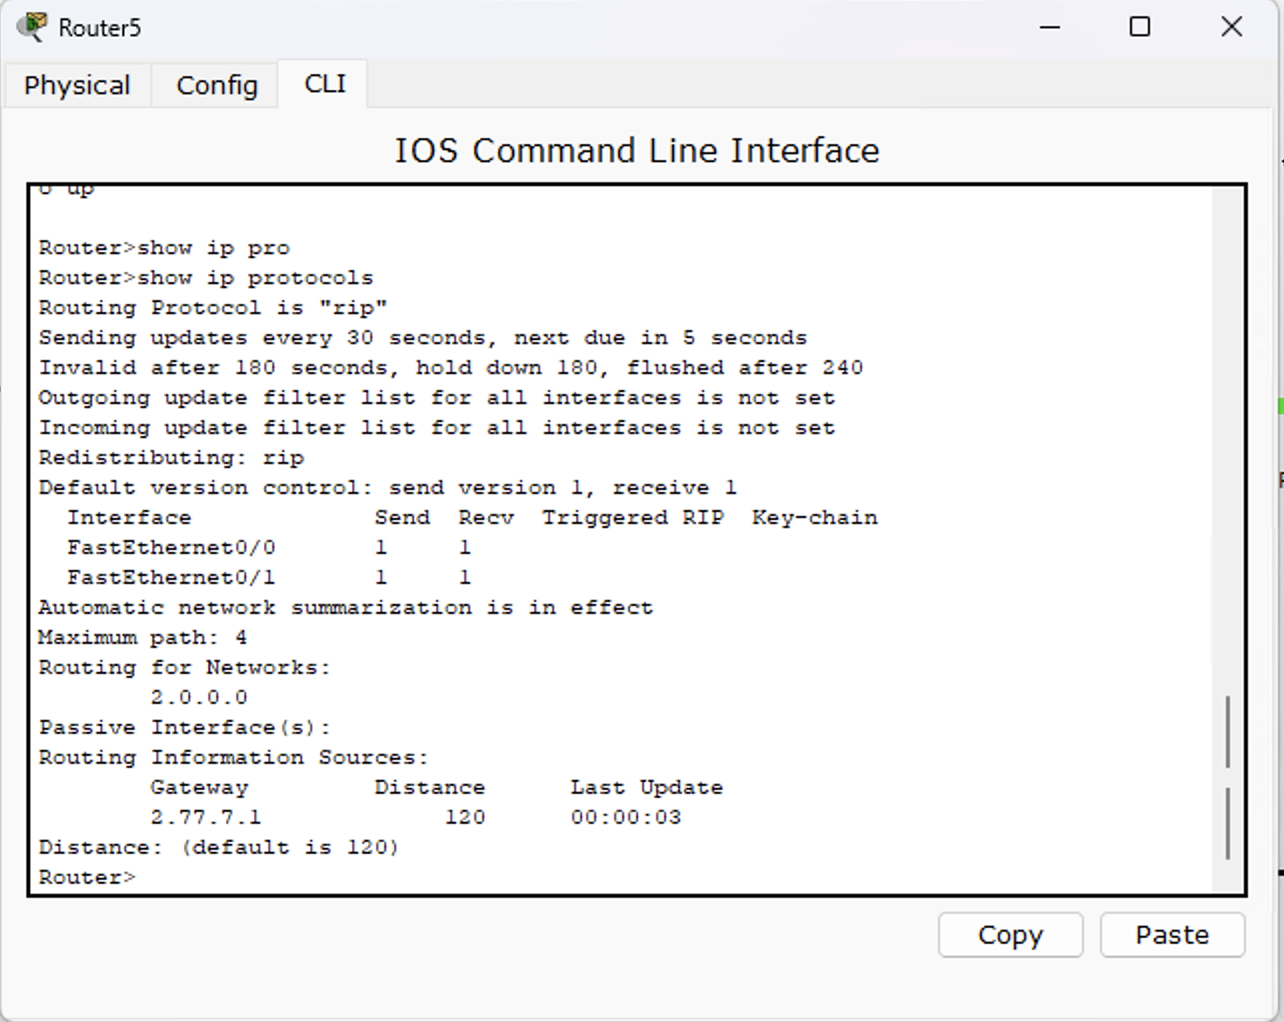 Router5
Physical Config CLI
IOS Command Line Interface
o up
Router>show ip pro
Router>show ip protocols
Routing Protocol is "rip"
Sending updates every 30 seconds, next due in 5 seconds
Invalid after 180 seconds, hold down 180, flushed after 240
Outgoing update filter list for all interfaces is not set
Incoming update filter list for all interfaces is not set
Redistributing: rip
Default version control: send version 1, receive 1
Interface Send Recv Triggered RIP Key-chain
FastEthernet0/0 1 1
FastEthernet0/1 1 1
Automatic network summarization is in effect
Maximum path: 4
Routing for Networks:
2.0.0.0
Passive Interface(s):
Routing Information Sources:
Gateway Distance Last Update
2.77.7.1 120 00:00:03
Distance: (default is 120)
Router>
Copy Paste